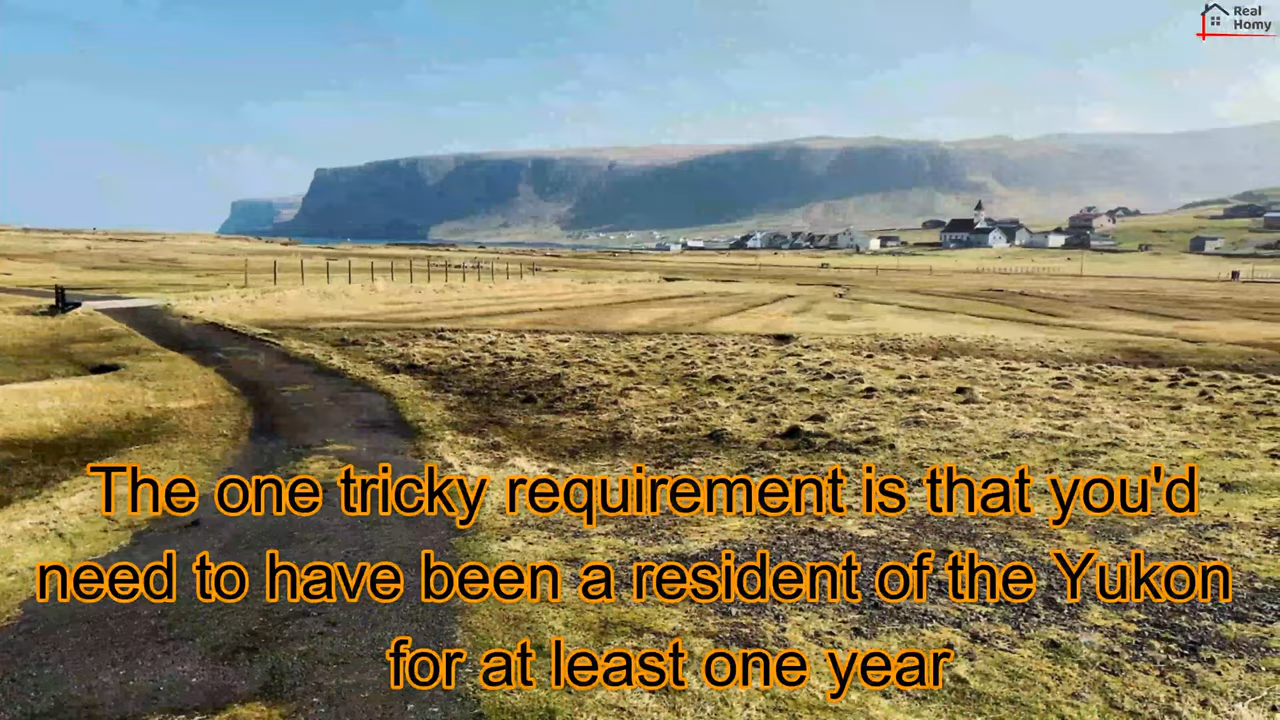 Real
Homy
The one tricky requirement is that you'd
need to have been a resident of the Yukon
for at least one year